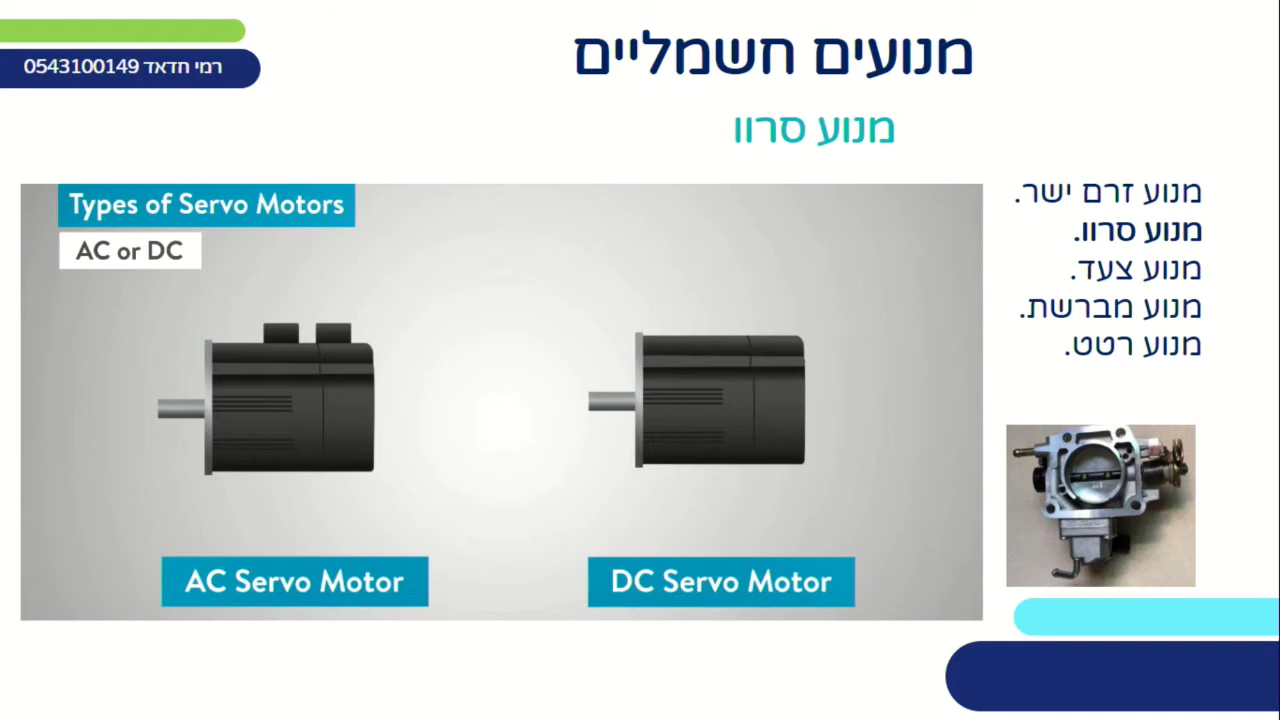 רמי חדאד 0543100149
מנועים חשמליים
מנוע סרוו
Types of Servo Motors
AC or DC
AC Servo Motor
DC Servo Motor
מנוע זרם ישר.
מנוע סרוו.
מנוע צעד.
מנוע מברשת.
מנוע רטט.